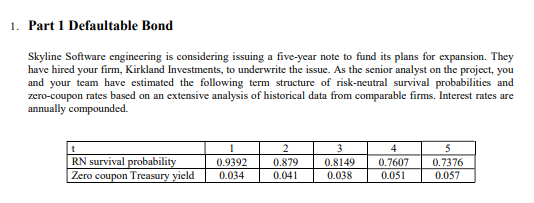 1. Part 1 Defaultable Bond
Skyline Software engineering is considering issuing a five-year note to fund its plans for expansion. They
have hired your firm, Kirkland Investments, to underwrite the issue. As the senior analyst on the project, you
and your team have estimated the following term structure of risk-neutral survival probabilities and
zero-coupon rates based on an extensive analysis of historical data from comparable firms. Interest rates are
annually compounded.
t 1 2 3 4 5
RN survival probability 0.9392 0.879 0.8149 0.7607 0.7376
Zero coupon Treasury yield 0.034 0.041 0.038 0.051 0.057